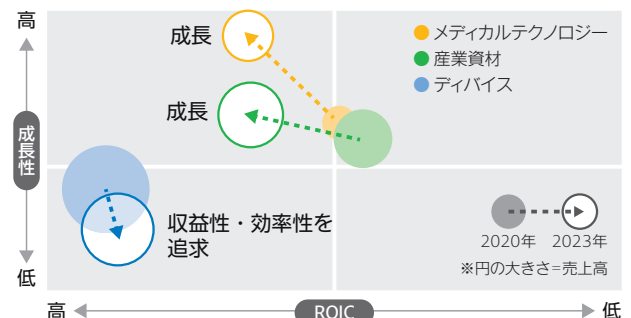 高
成長性
低
成長
成長
収益性・効率性を
追求
メディカルテクノロジー
産業資材
ディバイス
2020年 2023年
※円の大きさ=売上高
高 ROIC 低